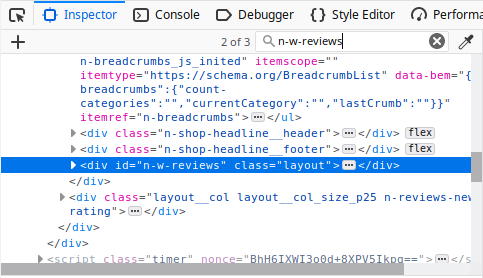 Inspector Console Debugger Style Editor Performa
2 of 3 n-w-reviews
n-breadcrumbs_js_inited" itemscope=""
itemtype="https://schema.org/BreadcrumbList" data-bem="{
breadcrumbs":{"count-
categories":"","currentCategory":"","lastCrumb":""}}"
itemref="n-breadcrumbs">⋯</ul>
<div class="n-shop-headline__header">⋯</div> flex
<div class="n-shop-headline__footer">⋯</div> flex
<div id="n-w-reviews" class="layout">⋯</div>
</div>
<div class="layout__col layout__col_size_p25 n-reviews-new
rating">⋯</div>
</div>
</div>
<script class="timer" nonce="BhH6IXWI3o0d+8XPV5Ikpg==">⋯</s